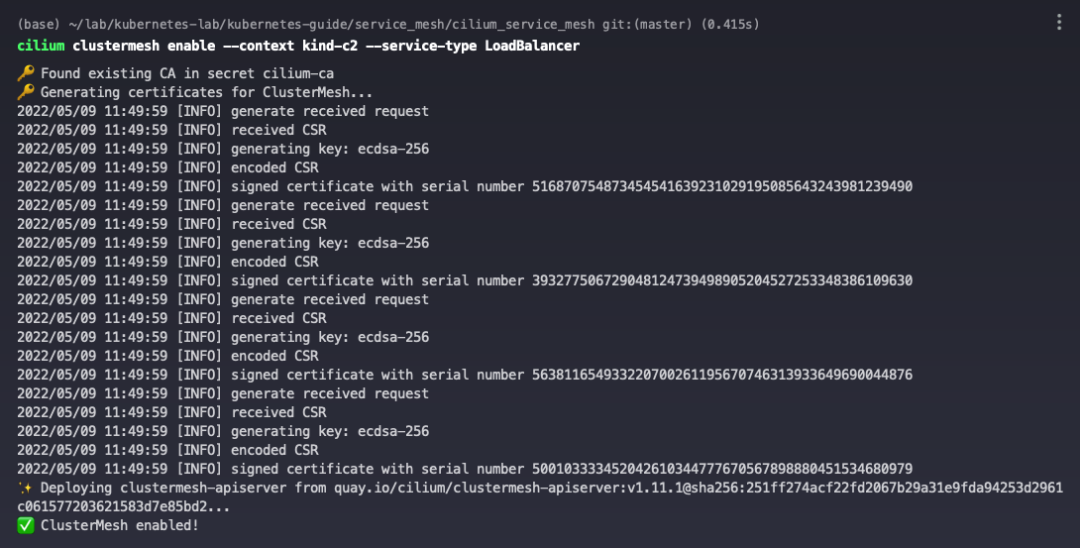 (base) ~/lab/kubernetes-lab/kubernetes-guide/service_mesh/cilium_service_mesh git:(master) (0.415s)
cilium clustermesh enable --context kind-c2 --service-type LoadBalancer
🔑 Found existing CA in secret cilium-ca
🔑 Generating certificates for ClusterMesh...
2022/05/09 11:49:59 [INFO] generate received request
2022/05/09 11:49:59 [INFO] received CSR
2022/05/09 11:49:59 [INFO] generating key: ecdsa-256
2022/05/09 11:49:59 [INFO] encoded CSR
2022/05/09 11:49:59 [INFO] signed certificate with serial number 516870754873454541639231029195085643243981239490
2022/05/09 11:49:59 [INFO] generate received request
2022/05/09 11:49:59 [INFO] received CSR
2022/05/09 11:49:59 [INFO] generating key: ecdsa-256
2022/05/09 11:49:59 [INFO] encoded CSR
2022/05/09 11:49:59 [INFO] signed certificate with serial number 393277506729048124739498905204527253348386109630
2022/05/09 11:49:59 [INFO] generate received request
2022/05/09 11:49:59 [INFO] received CSR
2022/05/09 11:49:59 [INFO] generating key: ecdsa-256
2022/05/09 11:49:59 [INFO] encoded CSR
2022/05/09 11:49:59 [INFO] signed certificate with serial number 563811654933220700261195670746313933649690044876
2022/05/09 11:49:59 [INFO] generate received request
2022/05/09 11:49:59 [INFO] received CSR
2022/05/09 11:49:59 [INFO] generating key: ecdsa-256
2022/05/09 11:49:59 [INFO] encoded CSR
2022/05/09 11:49:59 [INFO] signed certificate with serial number 500103333452042610344777670567898880451534680979
✨ Deploying clustermesh-apiserver from quay.io/cilium/clustermesh-apiserver:v1.11.1@sha256:251ff274acf22fd2067b29a31e9fda94253d2961
c061577203621583d7e85bd2...
✅ ClusterMesh enabled!